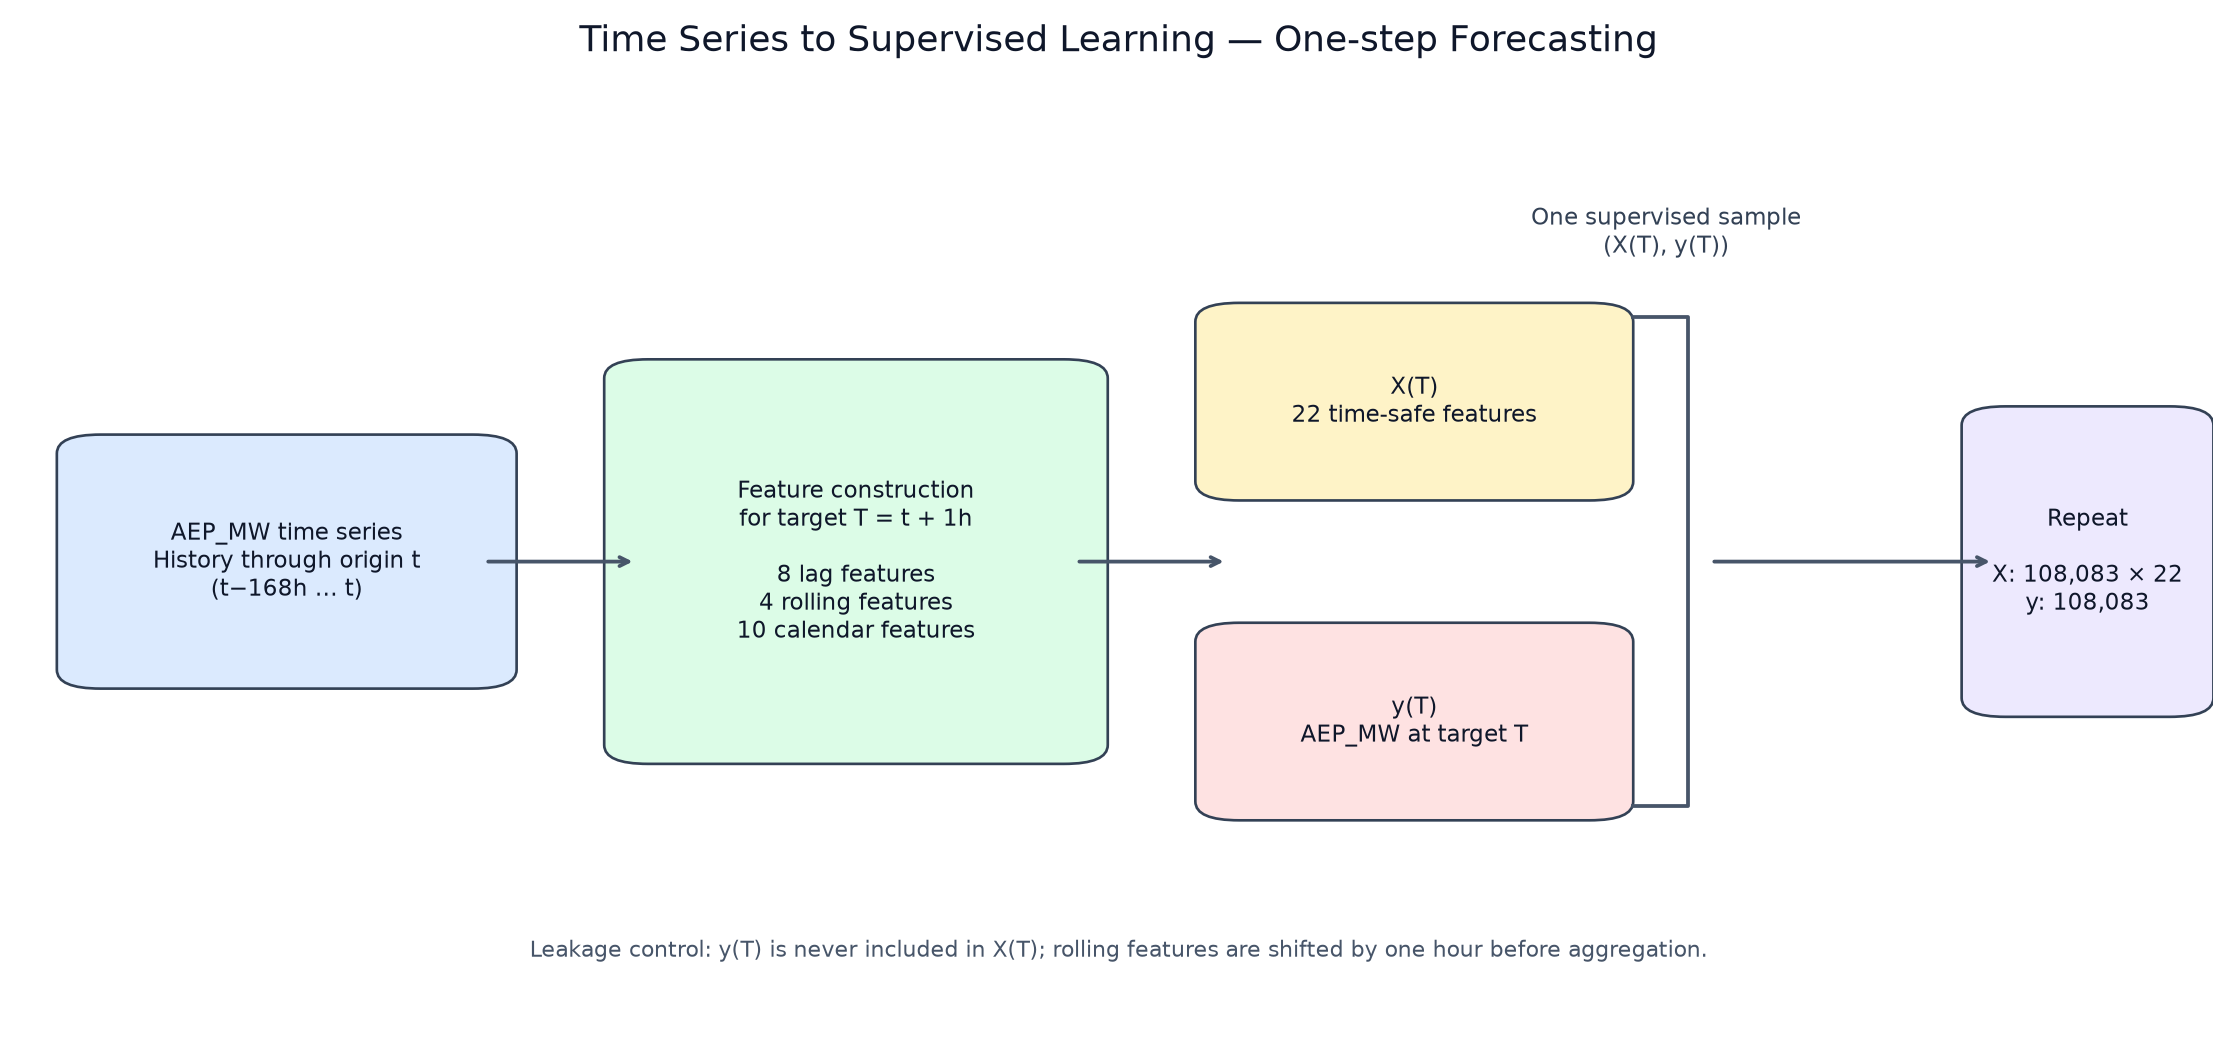 Time Series to Supervised Learning — One-step Forecasting
One supervised sample
(X(T), y(T))
AEP_MW time series
History through origin t
(t−168h ... t)
Feature construction
for target T = t + 1h
8 lag features
4 rolling features
10 calendar features
X(T)
22 time-safe features
y(T)
AEP_MW at target T
Repeat
X: 108,083 × 22
y: 108,083
Leakage control: y(T) is never included in X(T); rolling features are shifted by one hour before aggregation.